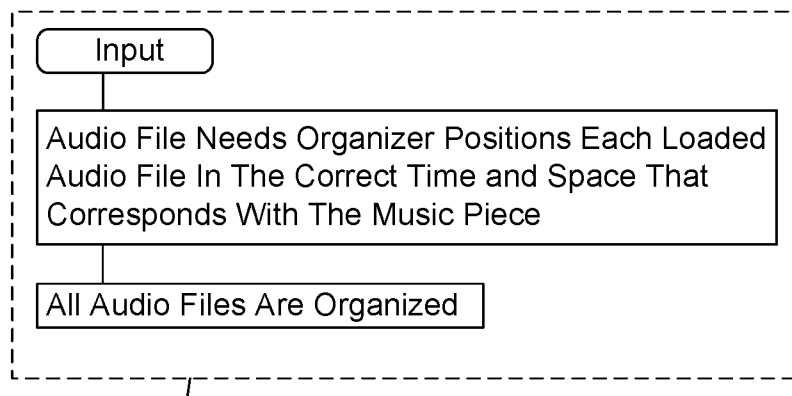 Input
Audio File Needs Organizer Positions Each Loaded
Audio File In The Correct Time and Space That
Corresponds With The Music Piece
All Audio Files Are Organized